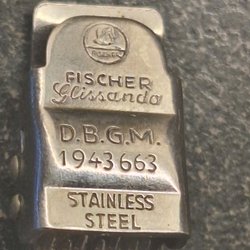 FISCHER
Glissando
D.B.G.M.
1943663
STAINLESS
STEEL